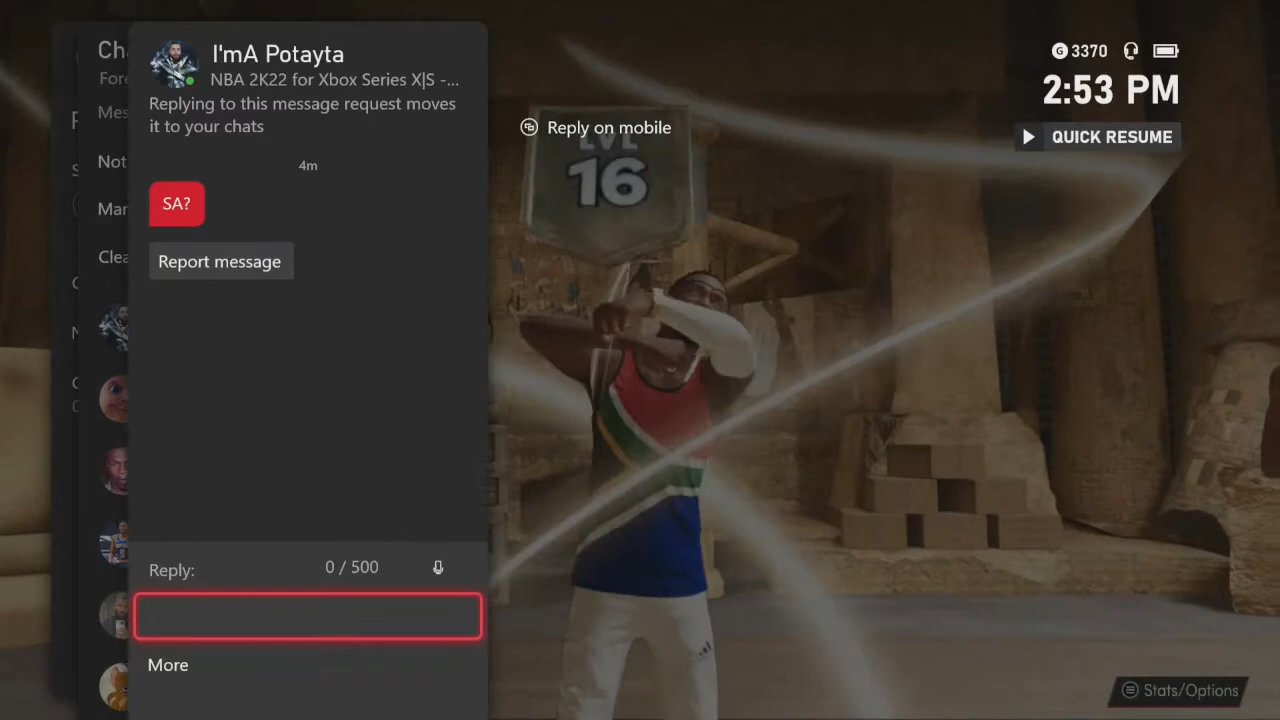 I'mA Potayta
NBA 2K22 for Xbox Series X|S -...
Replying to this message request moves
it to your chats
4m
SA?
Report message
Reply:
0 / 500
More
Reply on mobile
LVL
16
G 3370
2:53 PM
QUICK RESUME
Stats/Options